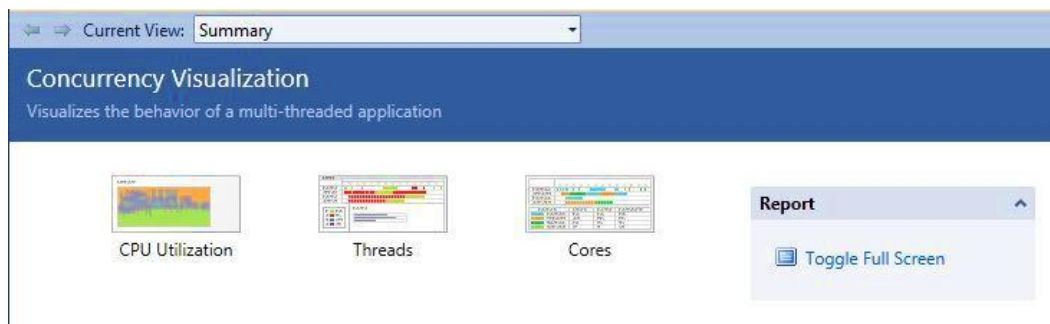 Current View: Summary
Concurrency Visualization
Visualizes the behavior of a multi-threaded application
CPU Utilization
Threads
Cores
Report
Toggle Full Screen